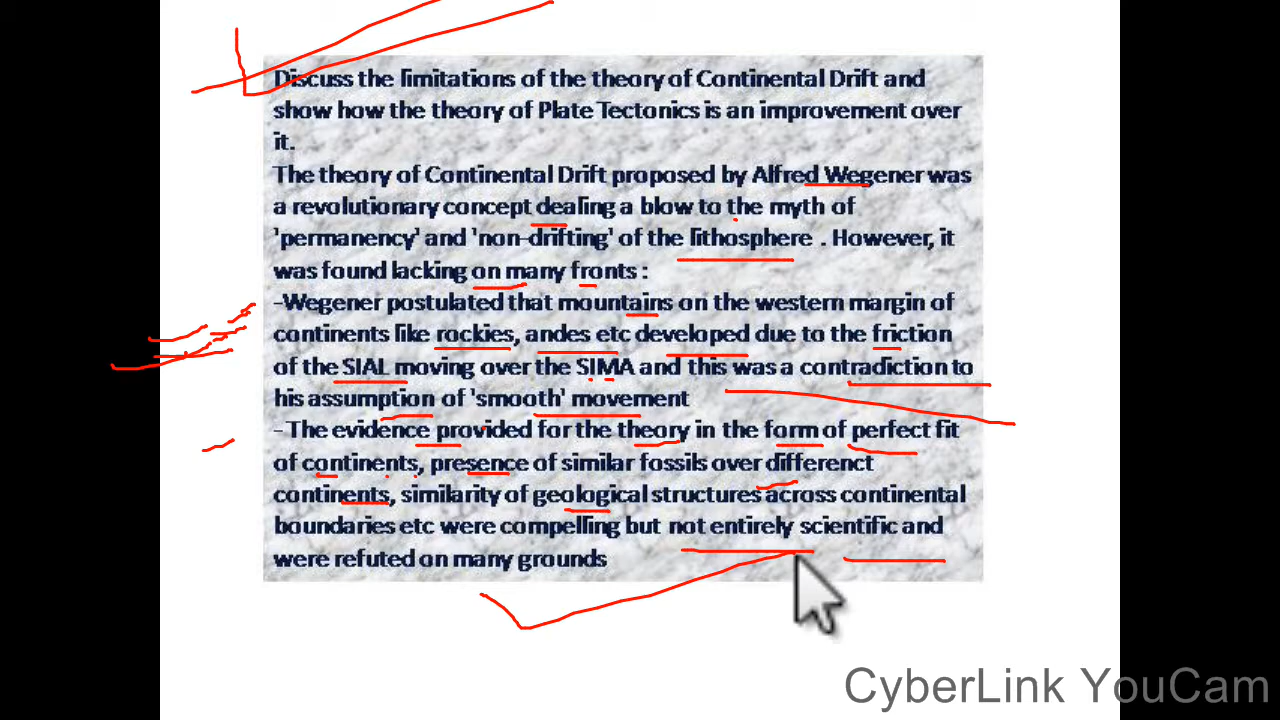 Discuss the limitations of the theory of Continental Drift and
show how the theory of Plate Tectonics is an improvement over
it.
The theory of Continental Drift proposed by Alfred Wegener was
a revolutionary concept dealing a blow to the myth of
'permanency' and 'non-drifting' of the lithosphere . However, it
was found lacking on many fronts :
-Wegener postulated that mountains on the western margin of
continents like rockies, andes etc developed due to the friction
of the SIAL moving over the SIMA and this was a contradiction to
his assumption of 'smooth' movement
-The evidence provided for the theory in the form of perfect fit
of continents, presence of similar fossils over differenct
continents, similarity of geological structures across continental
boundaries etc were compelling but not entirely scientific and
were refuted on many grounds
CyberLink YouCam